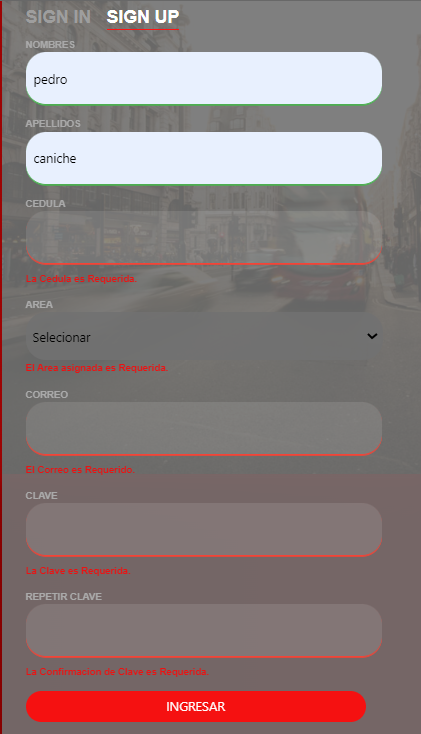 SIGN IN SIGN UP
NOMBRES
pedro
APELLIDOS
caniche
CEDULA
La Cedula es Requerida.
AREA
Selecionar
El Area asignada es Requerida.
CORREO
El Correo es Requerido.
CLAVE
La Clave es Requerida.
REPETIR CLAVE
La Confirmacion de Clave es Requerida.
INGRESAR